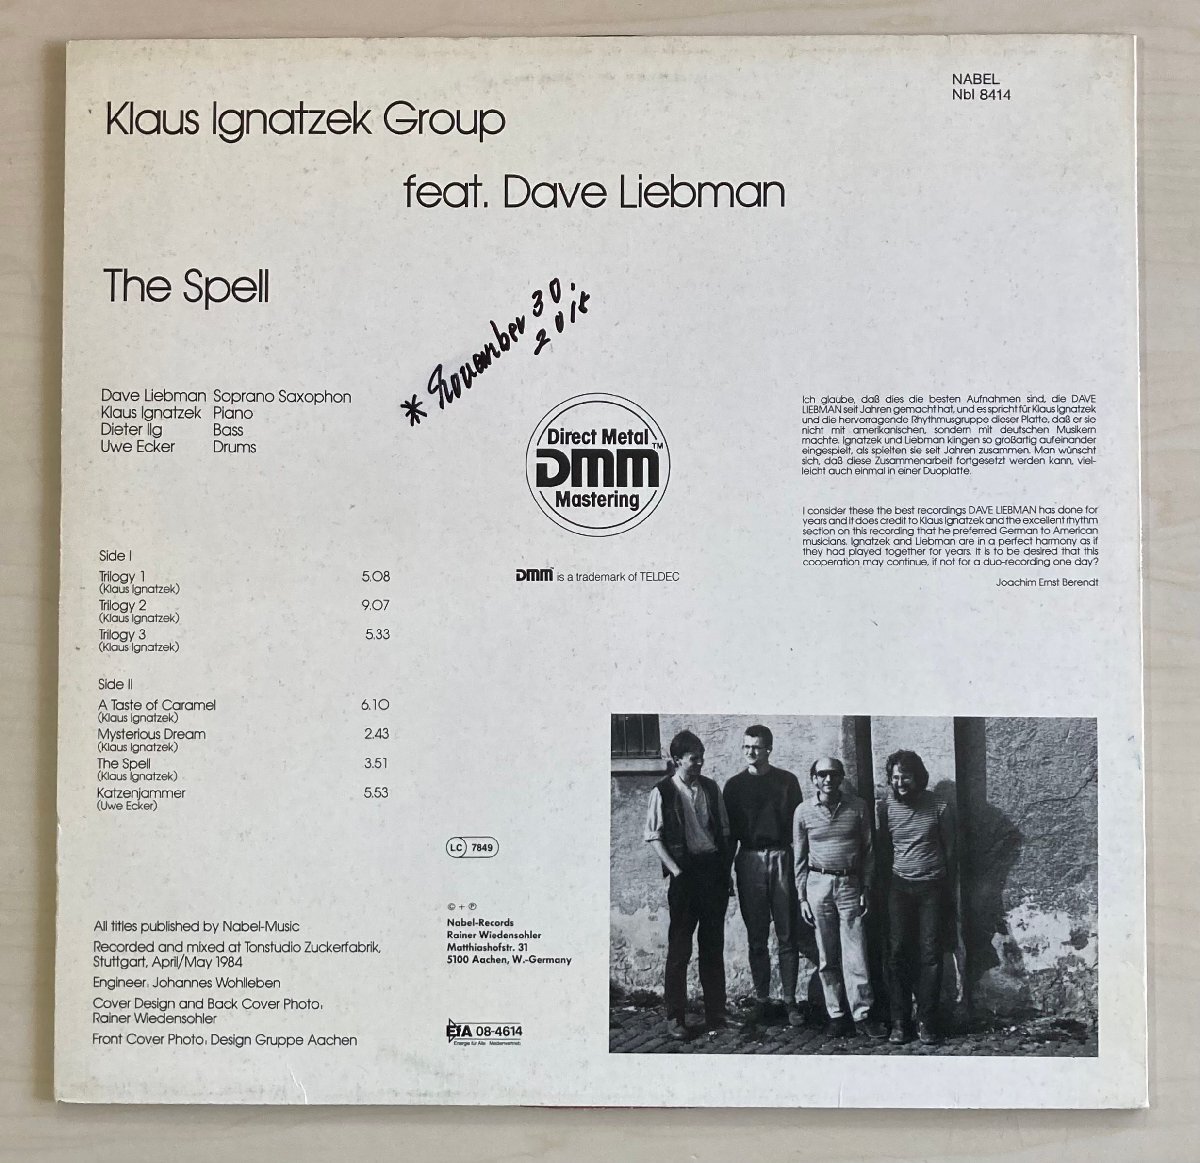 NABEL
Nbl 8414
Klaus Ignatzek Group
feat. Dave Liebman
The Spell
* November 30.
Dave Liebman Soprano Saxophon
Klaus Ignatzek Piano
Dieter Ilg Bass
Uwe Ecker Drums
Direct Metal
DMM™
Mastering
DMM™ is a trademark of TELDEC
Ich glaube, daß dies die besten Aufnahmen sind, die DAVE
LIEBMAN seit Jahren gemacht hat, und es spricht für Klaus Ignatzek
und die hervorragende Rhythmusgruppe dieser Platte, daß er sie
nicht mit amerikanischen, sondern mit deutschen Musikern
machte. Ignatzek und Liebman klingen so großartig aufeinander
eingespielt, als spielten sie seit Jahren zusammen. Man wünscht
sich, daß diese Zusammenarbeit fortgesetzt werden kann, viel-
leicht auch einmal in einer Duoplatte.
I consider these the best recordings DAVE LIEBMAN has done for
years and it does credit to Klaus Ignatzek and the excellent rhythm
section on this recording that he preferred German to American
musicians. Ignatzek and Liebman are in a perfect harmony as if
they had played together for years. It is to be desired that this
cooperation may continue, if not for a duo-recording one day?
Joachim Ernst Berendt
Side I
Trilogy 1 5.08
(Klaus Ignatzek)
Trilogy 2 9.07
(Klaus Ignatzek)
Trilogy 3 5.33
(Klaus Ignatzek)
Side II
A Taste of Caramel 6.10
(Klaus Ignatzek)
Mysterious Dream 2.43
(Klaus Ignatzek)
The Spell 3.51
(Klaus Ignatzek)
Katzenjammer 5.53
(Uwe Ecker)
LC 7849
All titles published by Nabel-Music
Recorded and mixed at Tonstudio Zuckerfabrik,
Stuttgart, April/May 1984
Engineer: Johannes Wohlleben
Cover Design and Back Cover Photo:
Rainer Wiedensohler
Front Cover Photo: Design Gruppe Aachen
© + ℗
Nabel-Records
Rainer Wiedensohler
Matthiashofstr. 31
5100 Aachen, W.-Germany
EfA 08-4614
Energie für Alle Medienvertrieb